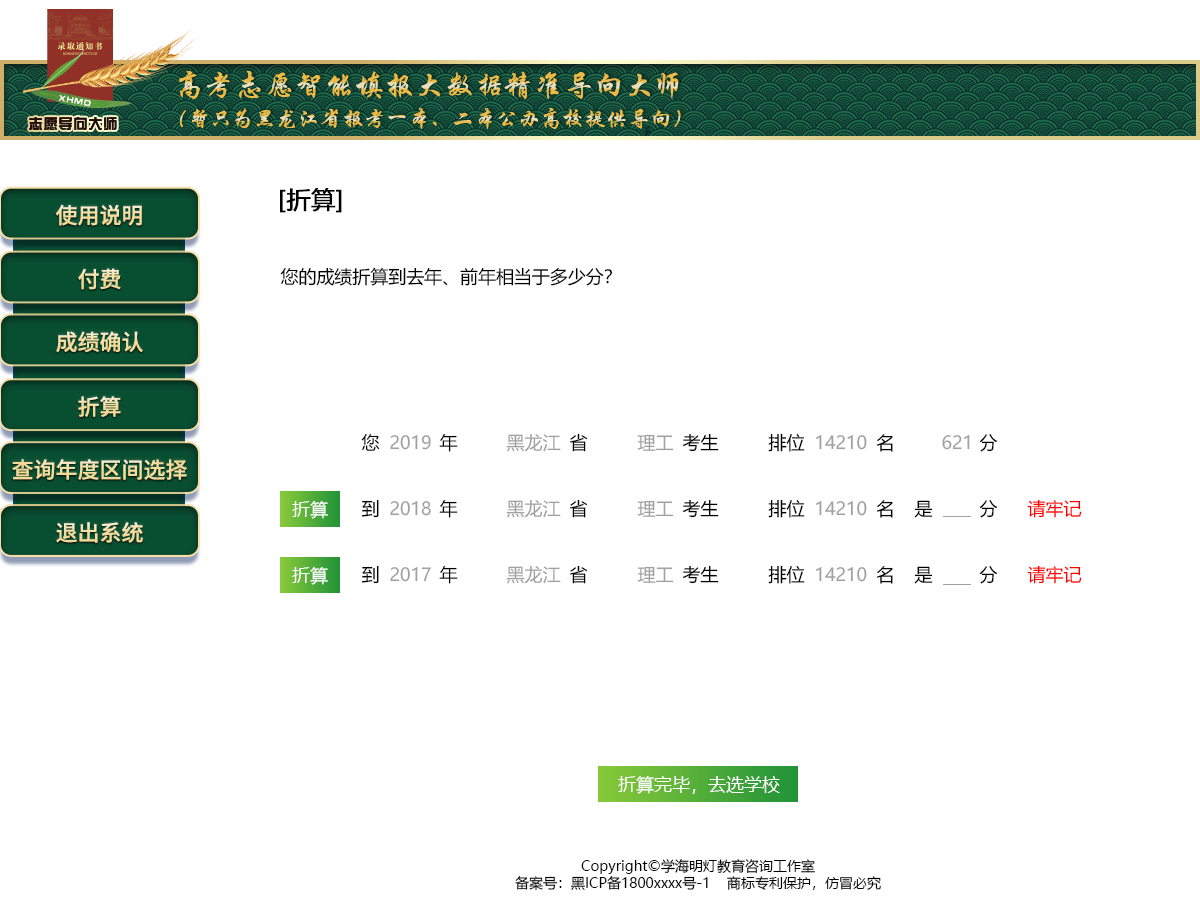 录取通知书
ADMISSION NOTICE
XHMD
志愿导向大师
高考志愿智能填报大数据精准导向大师
(暂只为黑龙江省报考一本、二本公办高校提供导向)
使用说明
付费
成绩确认
折算
查询年度区间选择
退出系统
[折算]
您的成绩折算到去年、前年相当于多少分?
您 2019 年 黑龙江 省 理工 考生 排位 14210 名 621 分
折算 到 2018 年 黑龙江 省 理工 考生 排位 14210 名 是 ___ 分 请牢记
折算 到 2017 年 黑龙江 省 理工 考生 排位 14210 名 是 ___ 分 请牢记
折算完毕，去选学校
Copyright©学海明灯教育咨询工作室
备案号：黑ICP备1800xxxx号-1 商标专利保护，仿冒必究